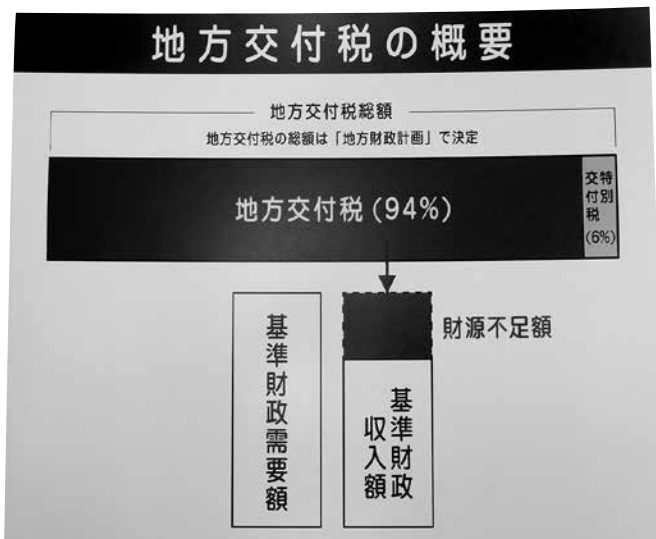 地方交付税の概要
地方交付税総額
地方交付税の総額は「地方財政計画」で決定
地方交付税(94%)
特別
交付
税
(6%)
基準財政需要額
財源不足額
基準財政
収入額